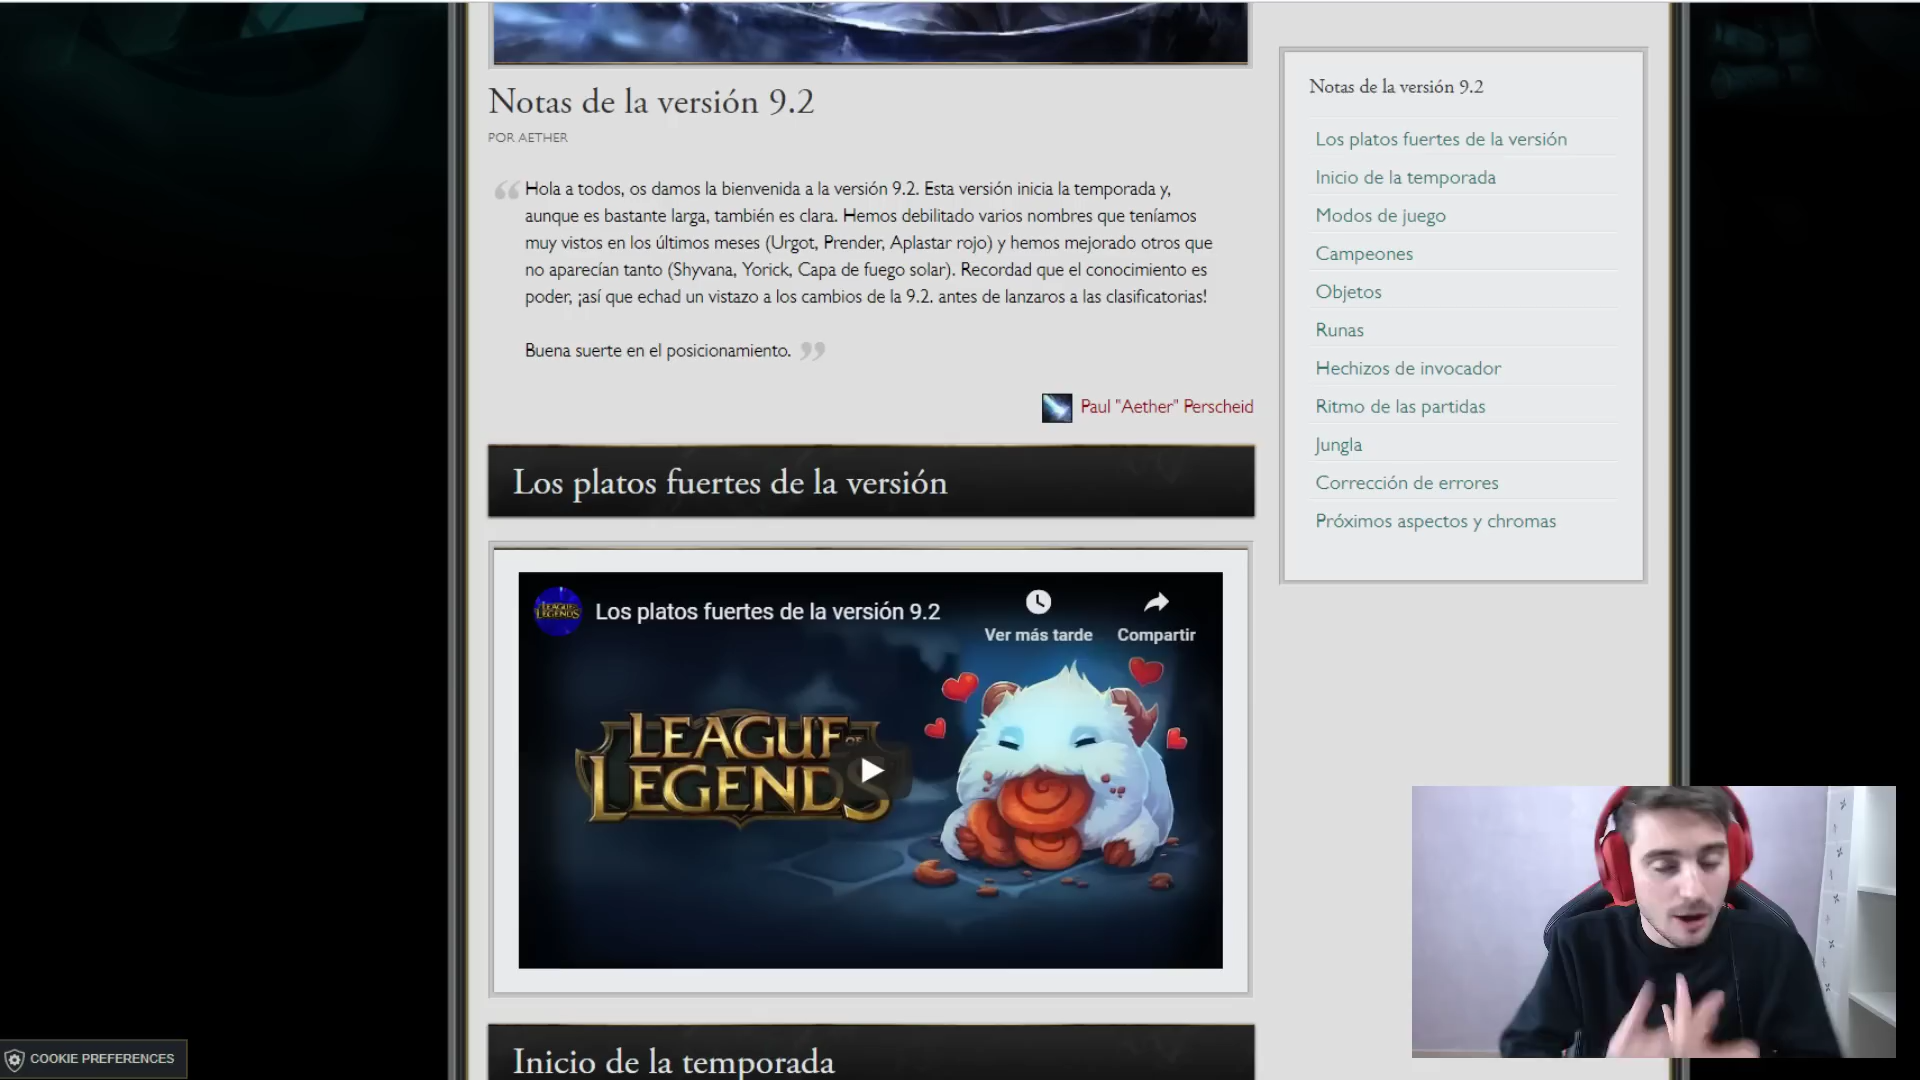 Notas de la versión 9.2
POR AETHER
Hola a todos, os damos la bienvenida a la versión 9.2. Esta versión inicia la temporada y,
aunque es bastante larga, también es clara. Hemos debilitado varios nombres que teníamos
muy vistos en los últimos meses (Urgot, Prender, Aplastar rojo) y hemos mejorado otros que
no aparecían tanto (Shyvana, Yorick, Capa de fuego solar). Recordad que el conocimiento es
poder, ¡así que echad un vistazo a los cambios de la 9.2. antes de lanzaros a las clasificatorias!
Buena suerte en el posicionamiento.
Paul "Aether" Perscheid
Los platos fuertes de la versión
LEAGUE
LEGENDS
Los platos fuertes de la versión 9.2
Ver más tarde
Compartir
LEAGUE
OF
LEGENDS
Inicio de la temporada
Notas de la versión 9.2
Los platos fuertes de la versión
Inicio de la temporada
Modos de juego
Campeones
Objetos
Runas
Hechizos de invocador
Ritmo de las partidas
Jungla
Corrección de errores
Próximos aspectos y chromas
COOKIE PREFERENCES